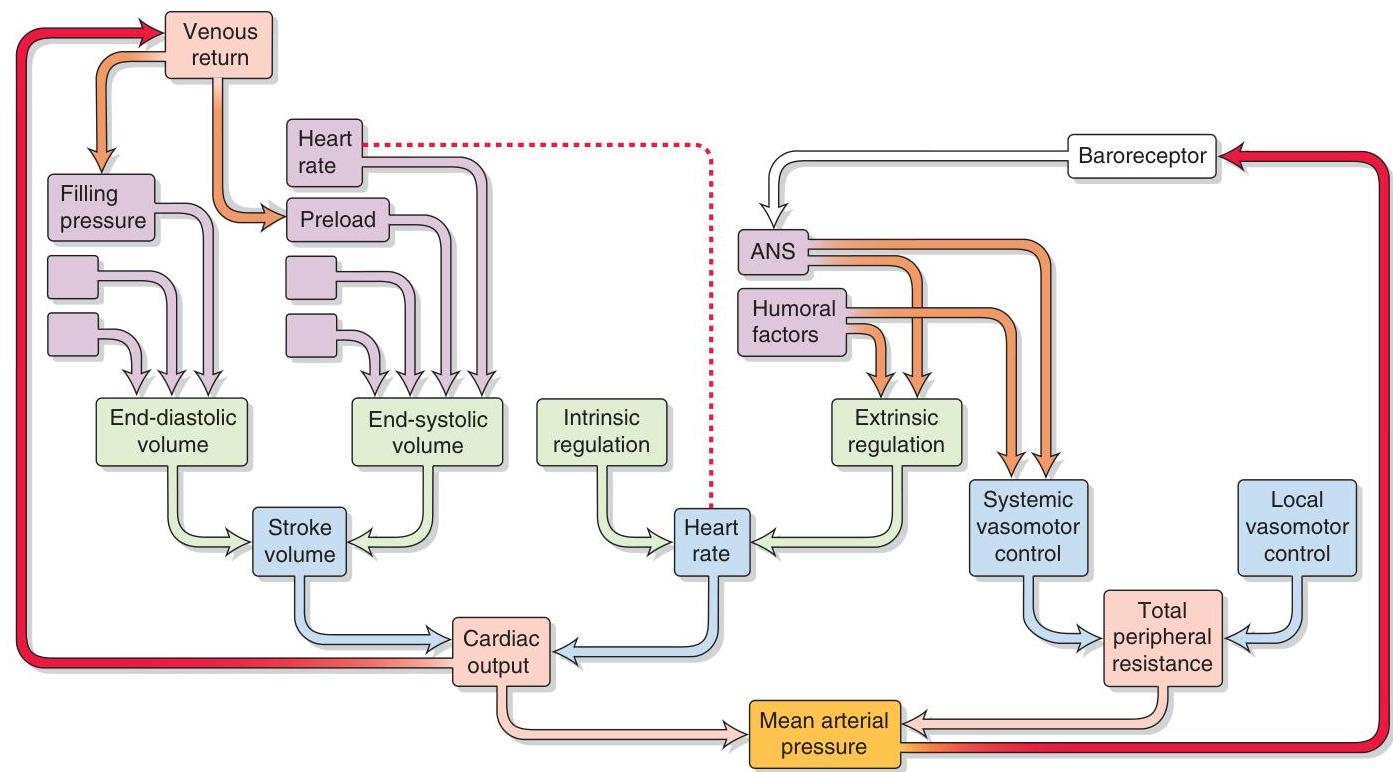 Venous
return
Heart
rate
Baroreceptor
Filling
pressure
Preload
ANS
Humoral
factors
End-diastolic
volume
End-systolic
volume
Intrinsic
regulation
Extrinsic
regulation
Stroke
volume
Heart
rate
Systemic
vasomotor
control
Local
vasomotor
control
Cardiac
output
Total
peripheral
resistance
Mean arterial
pressure